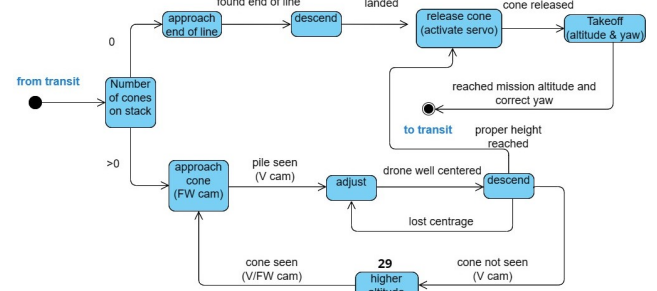 found end of line
landed
cone released
approach
end of line
descend
release cone
(activate servo)
Takeoff
(altitude & yaw)
0
from transit
Number
of cones
on stack
reached mission altitude and
correct yaw
to transit
proper height
reached
>0
approach
cone
(FW cam)
pile seen
(V cam)
adjust
drone well centered
descend
lost centrage
cone seen
(V/FW cam)
29
higher
altitude
cone not seen
(V cam)